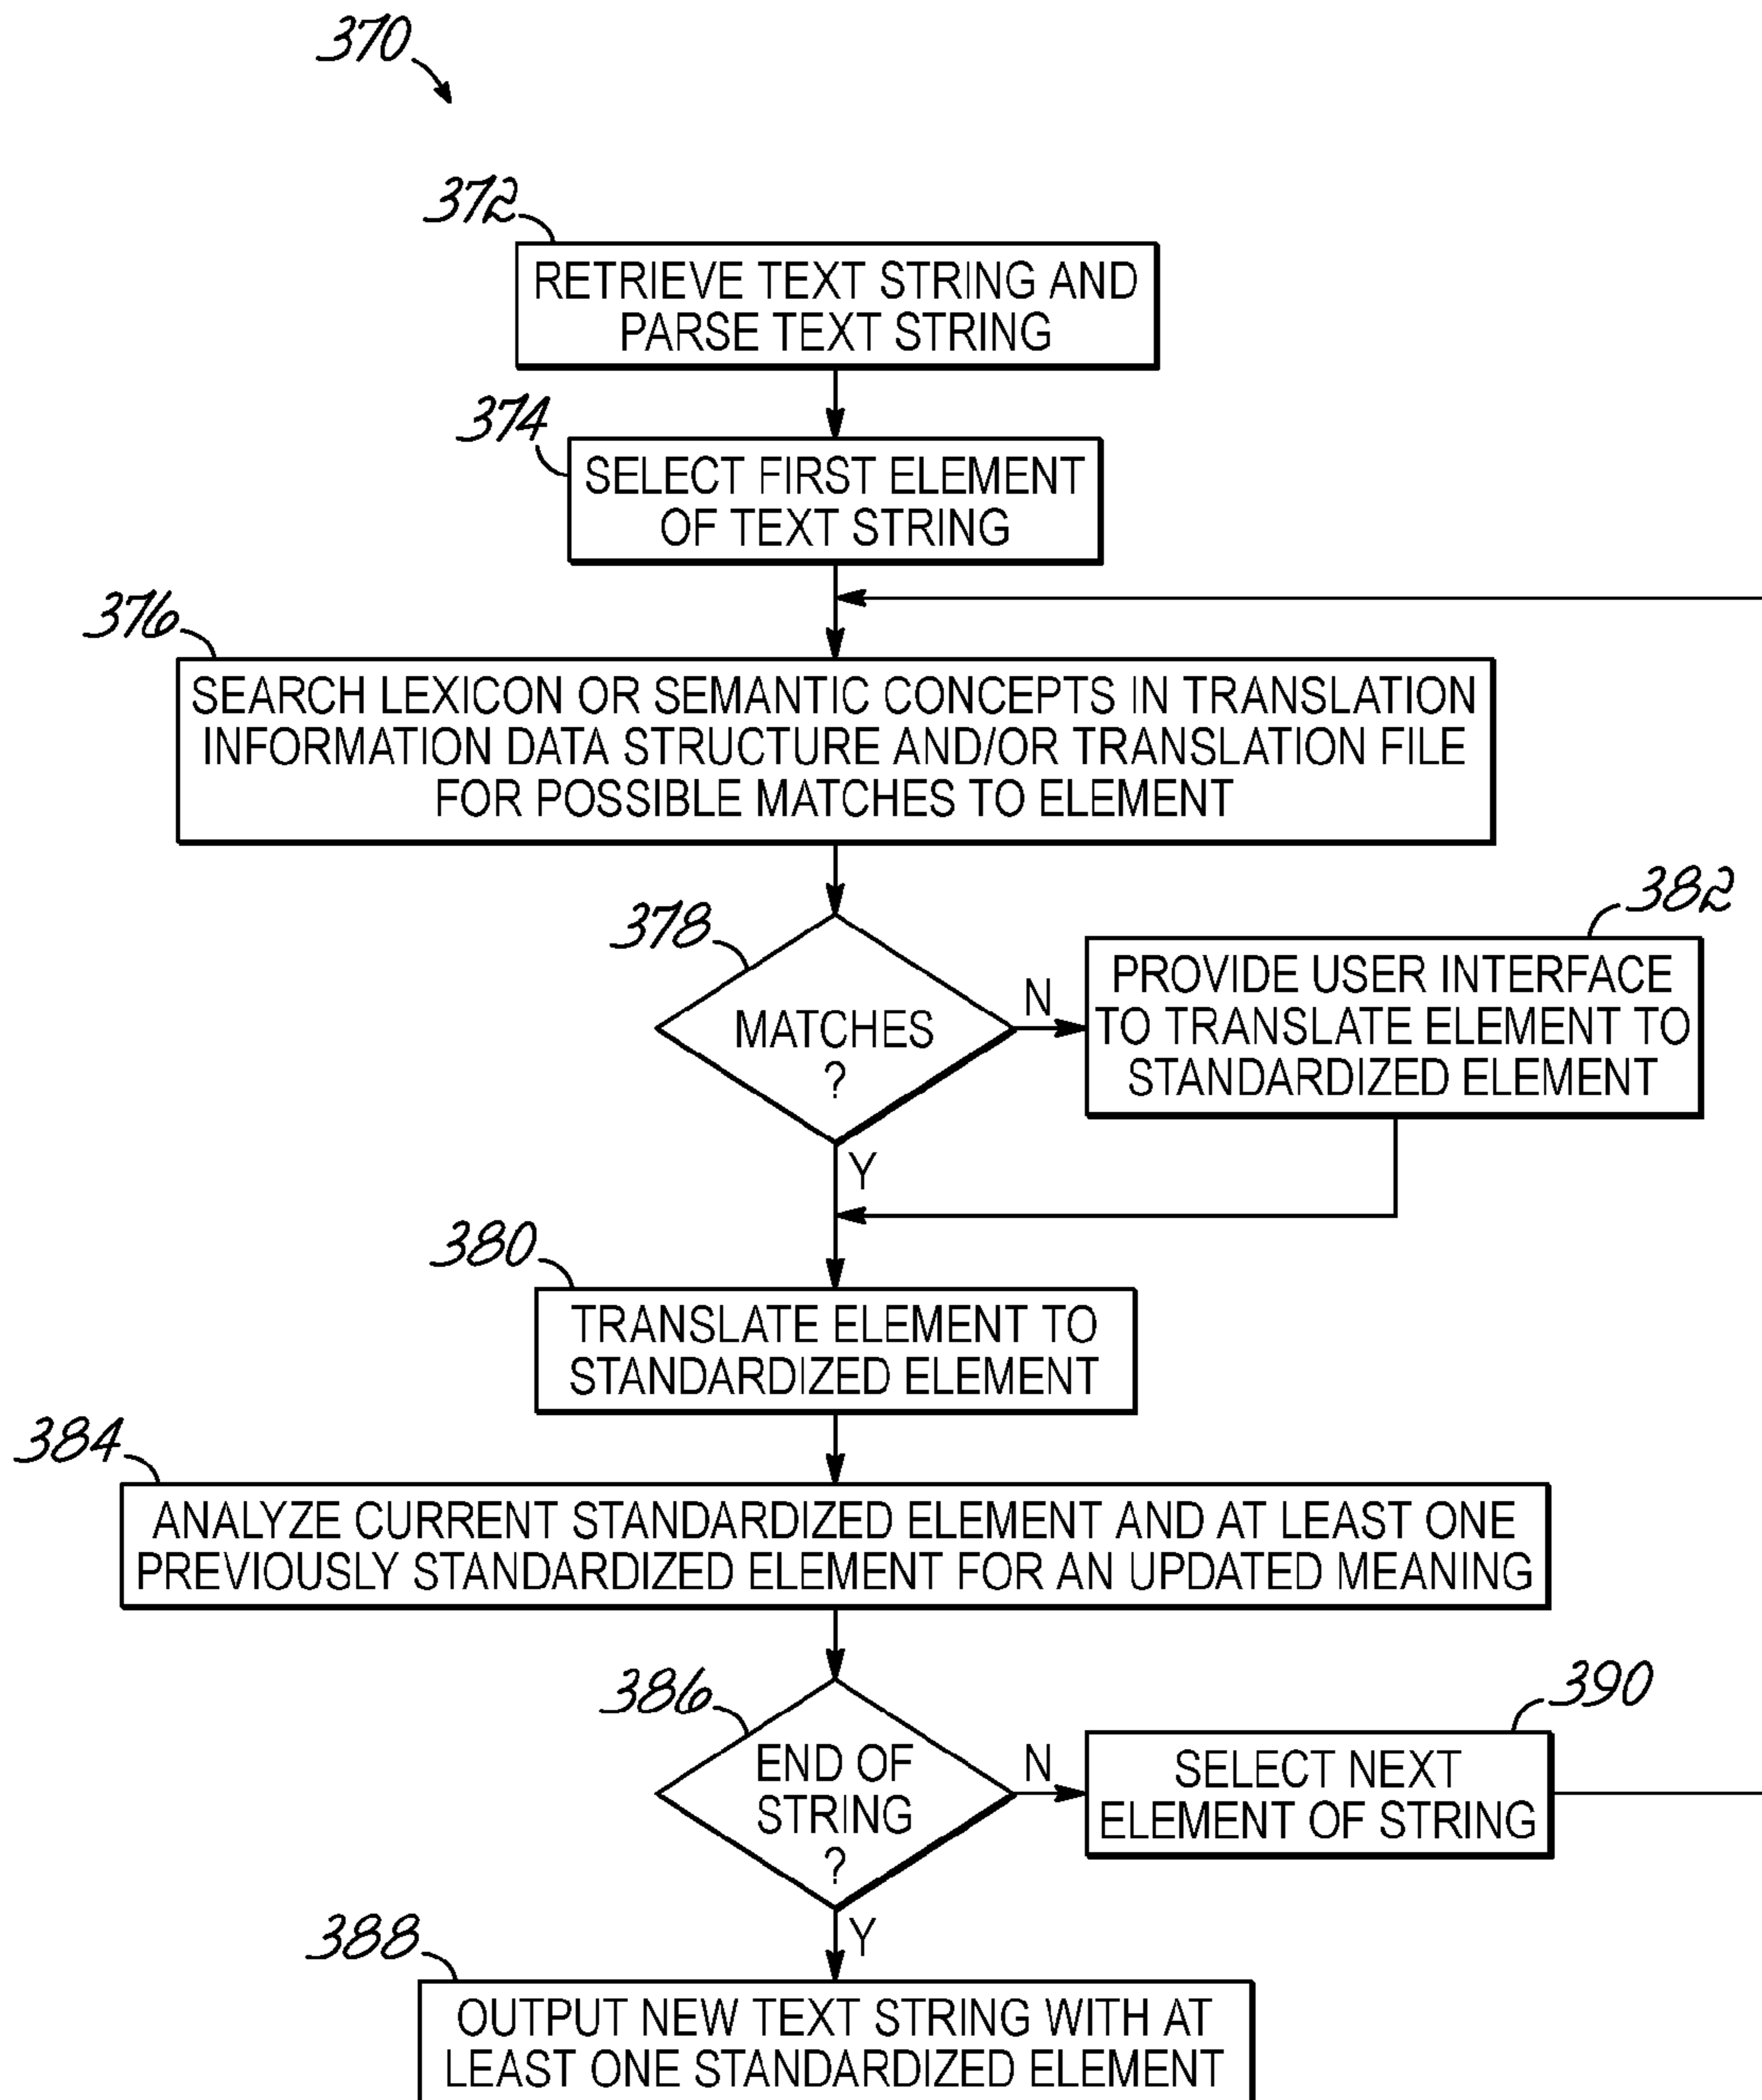 370
372
RETRIEVE TEXT STRING AND
PARSE TEXT STRING
374
SELECT FIRST ELEMENT
OF TEXT STRING
376
SEARCH LEXICON OR SEMANTIC CONCEPTS IN TRANSLATION
INFORMATION DATA STRUCTURE AND/OR TRANSLATION FILE
FOR POSSIBLE MATCHES TO ELEMENT
378
MATCHES
?
N
382
PROVIDE USER INTERFACE
TO TRANSLATE ELEMENT TO
STANDARDIZED ELEMENT
Y
380
TRANSLATE ELEMENT TO
STANDARDIZED ELEMENT
384
ANALYZE CURRENT STANDARDIZED ELEMENT AND AT LEAST ONE
PREVIOUSLY STANDARDIZED ELEMENT FOR AN UPDATED MEANING
386
END OF
STRING
?
N
390
SELECT NEXT
ELEMENT OF STRING
Y
388
OUTPUT NEW TEXT STRING WITH AT
LEAST ONE STANDARDIZED ELEMENT